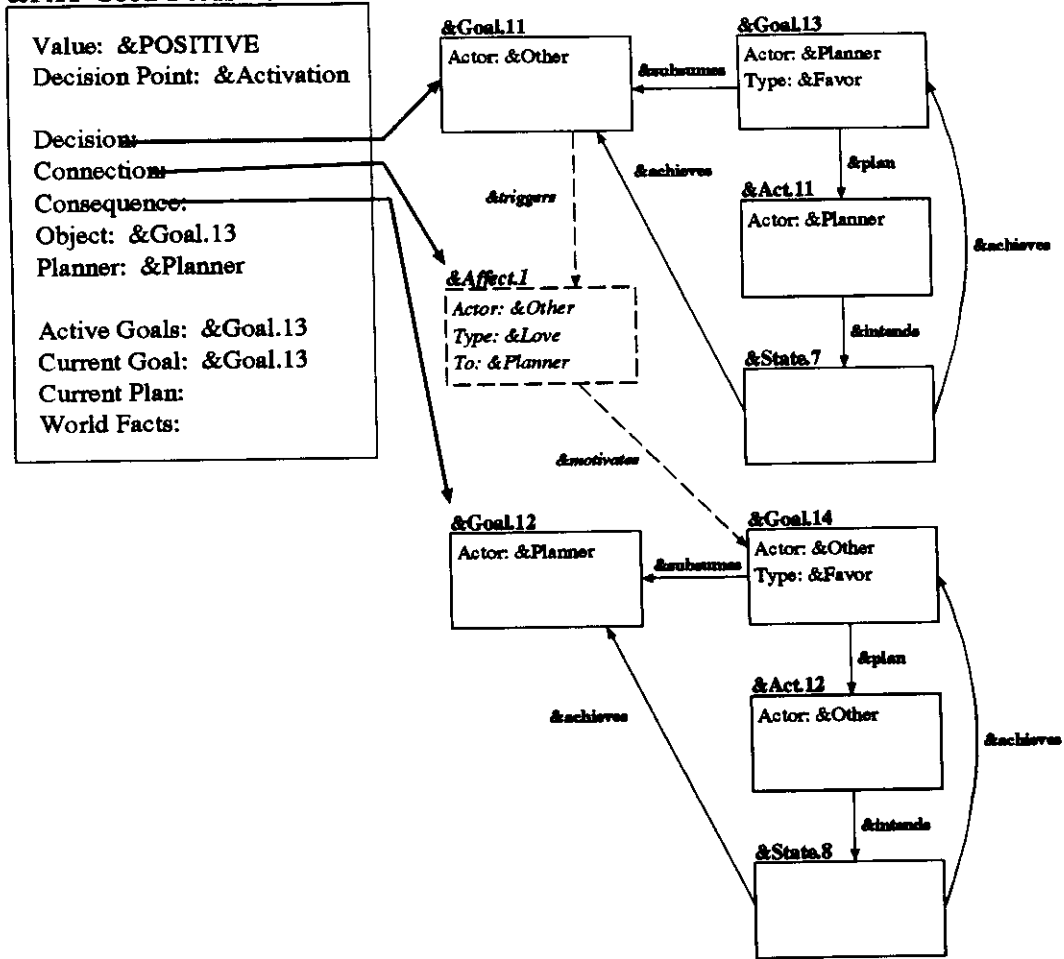 Value: &POSITIVE
Decision Point: &Activation
Decision:
Connection:
Consequence:
Object: &Goal.13
Planner: &Planner
Active Goals: &Goal.13
Current Goal: &Goal.13
Current Plan:
World Facts:
&Goal.11
Actor: &Other
&subsumes
&Goal.13
Actor: &Planner
Type: &Favor
&triggers
&achieves
&plan
&Act.11
Actor: &Planner
&achieves
&Affect.1
Actor: &Other
Type: &Love
To: &Planner
&intends
&State.7
&motivates
&Goal.12
Actor: &Planner
&subsumes
&Goal.14
Actor: &Other
Type: &Favor
&plan
&achieves
&Act.12
Actor: &Other
&achieves
&intends
&State.8